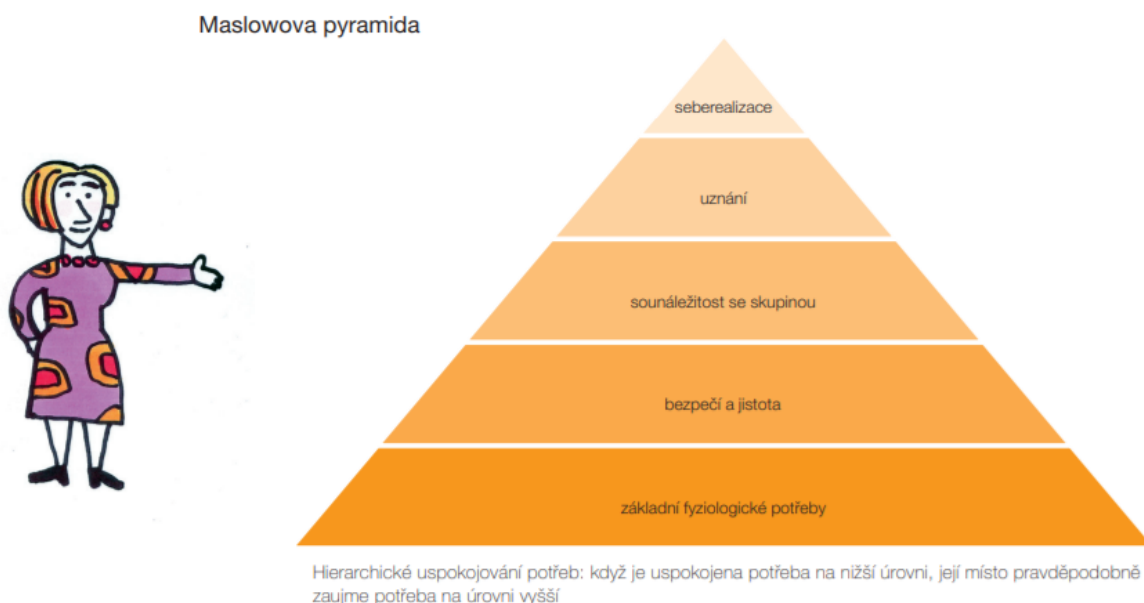 Maslowova pyramida
seberealizace
uznání
sounáležitost se skupinou
bezpečí a jistota
základní fyziologické potřeby
Hierarchické uspokojování potřeb: když je uspokojena potřeba na nižší úrovni, její místo pravděpodobně
zaujme potřeba na úrovni vyšší